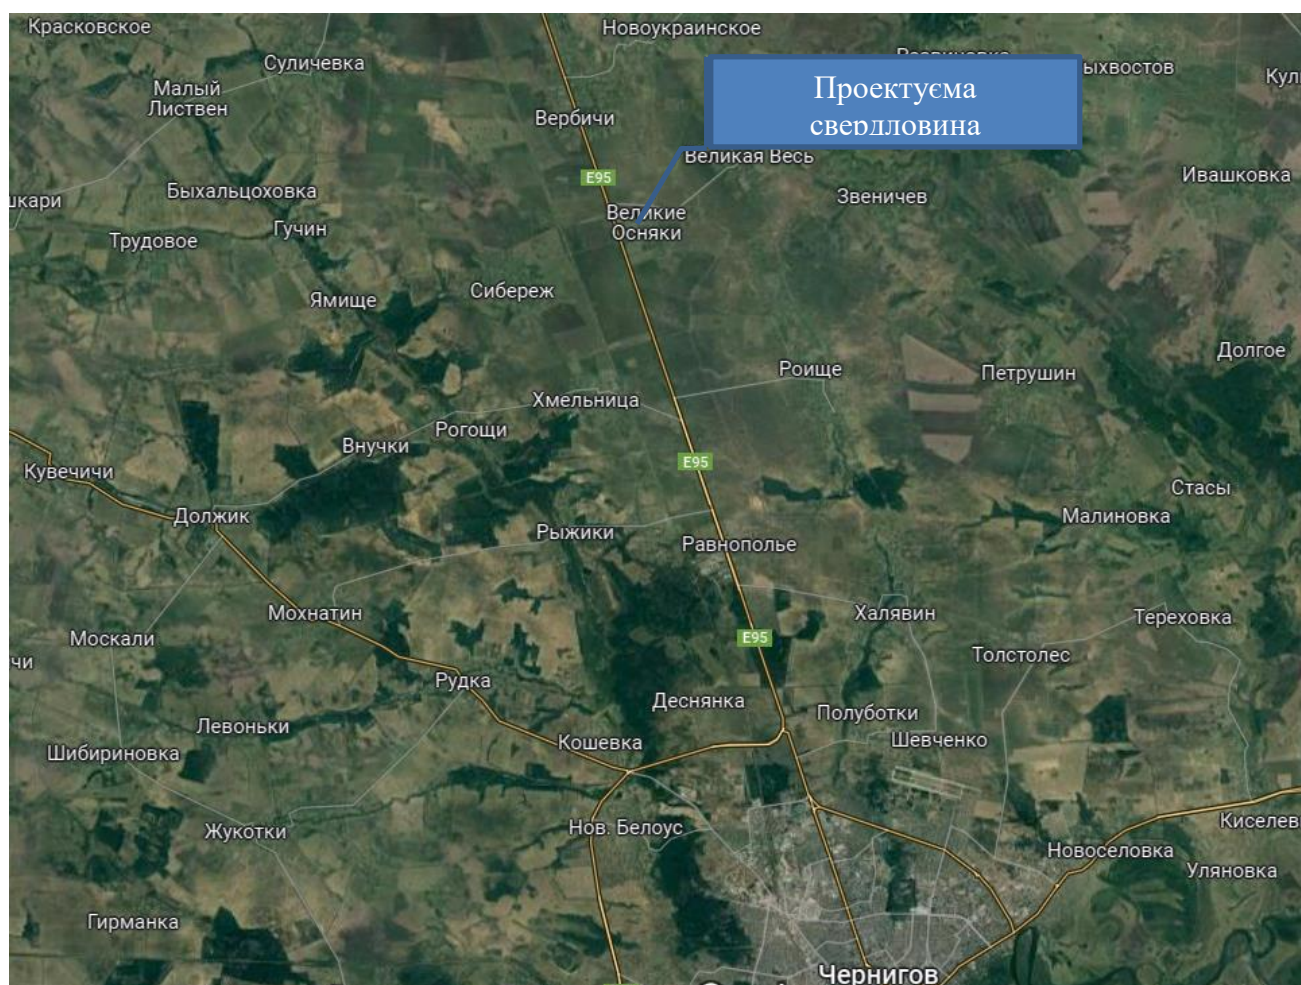 Красковское
Новоукраинское
Суличевка
ыхвостов
Малый
Листвен
Проектуєма
свердловина
Вербичи
Великая Весь
E95
Ивашковка
Быхальцоховка
шкари
Звеничев
Великие
Осняки
Гучин
Трудовое
Сибереж
Ямище
Долгое
Роище
Петрушин
Хмельница
Рогощи
Внучки
E95
Кувечичи
Стасы
Должик
Малиновка
Рыжики
Равнополье
Мохнатин
Халявин
Тереховка
Москали
E95
Толстолес
чи
Рудка
Деснянка
Полуботки
Левоньки
Шевченко
Кошевка
Шибириновка
Жукотки
Нов. Белоус
Киселев
Новоселовка
Уляновка
Гирманка
Чернигов